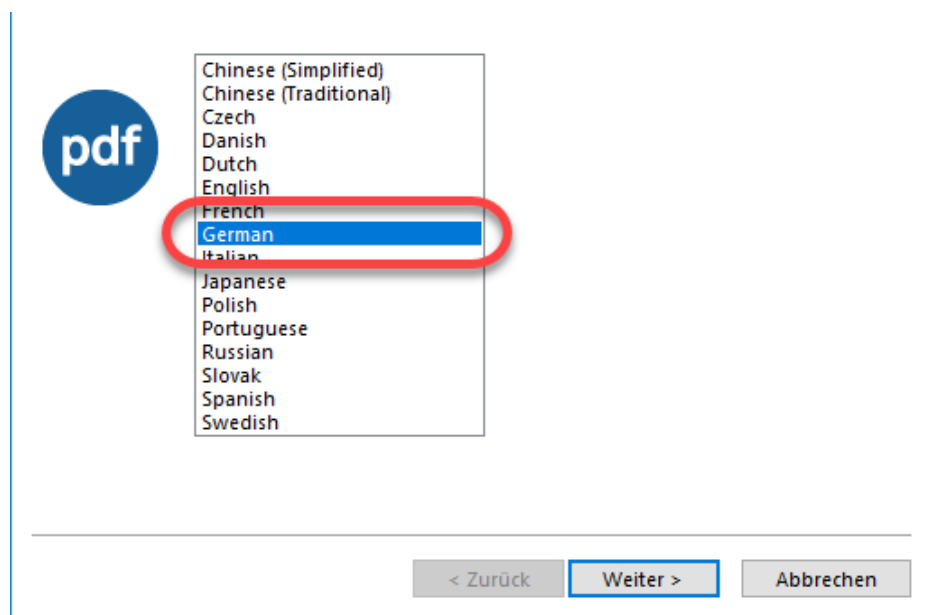 Chinese (Simplified)
Chinese (Traditional)
Czech
Danish
pdf
Dutch
English
French
German
Italian
Japanese
Polish
Portuguese
Russian
Slovak
Spanish
Swedish
< Zurück Weiter > Abbrechen